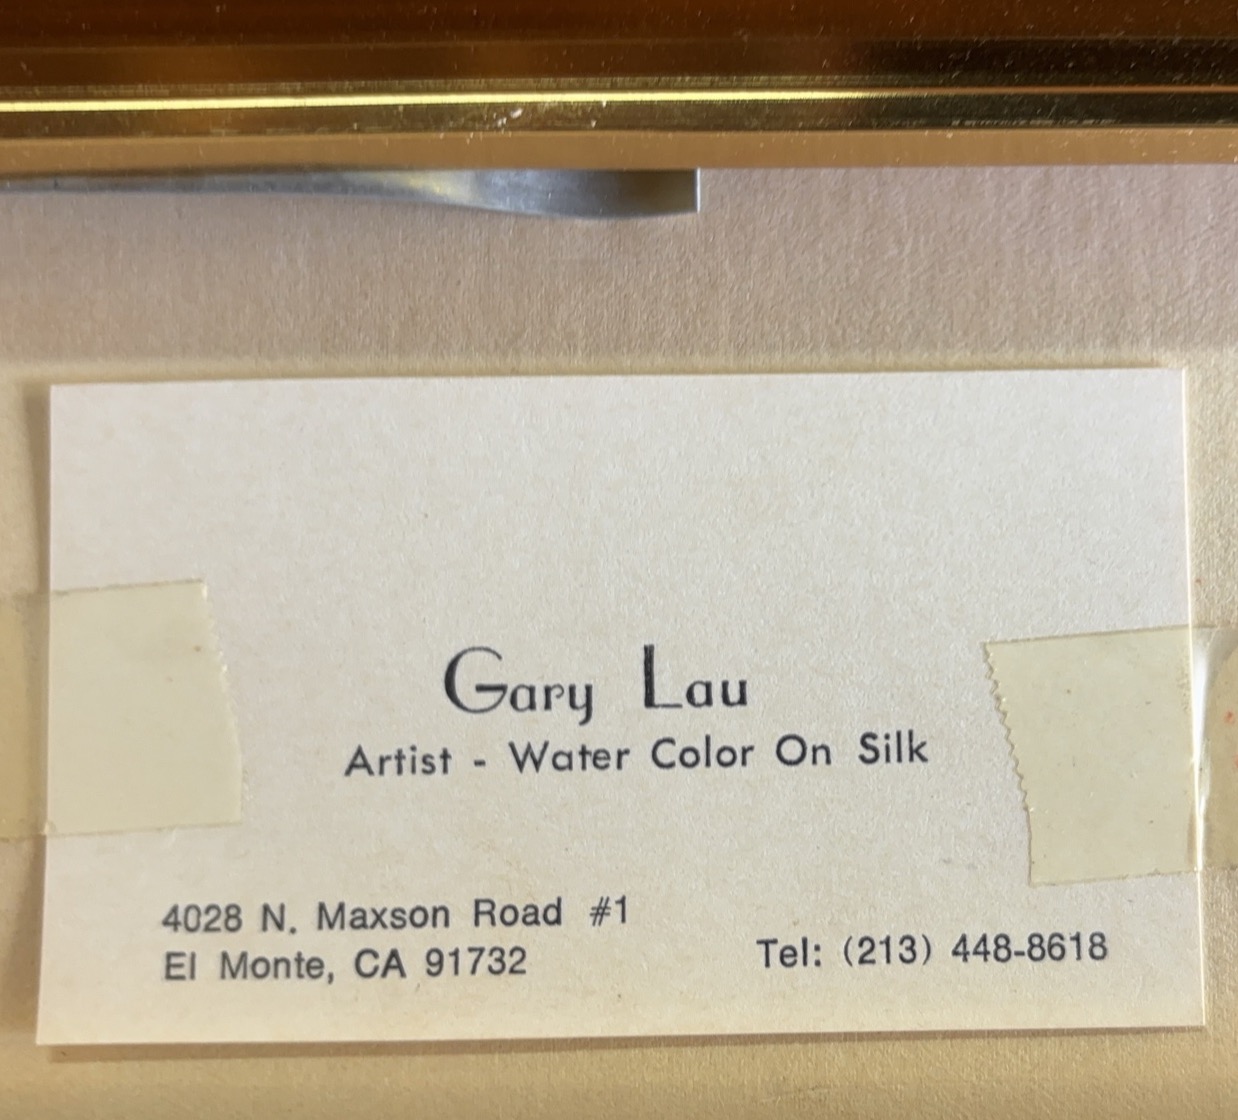 Gary Lau
Artist - Water Color On Silk
4028 N. Maxson Road #1
El Monte, CA 91732
Tel: (213) 448-8618